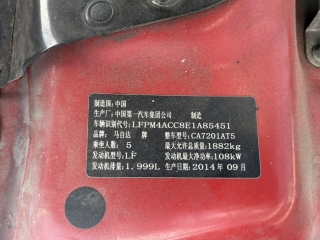 制造国：中国
生产厂：中国第一汽车集团公司 制造
车辆识别代号：LFPM4ACC8E1A85451
品 牌：马自达 牌 整车型号：CA7201AT5
乘坐人数：5 最大允许总质量：1882kg
发动机型号：LF 发动机最大净功率：108kW
发动机排量：1.999L 生产日期：2014年09月